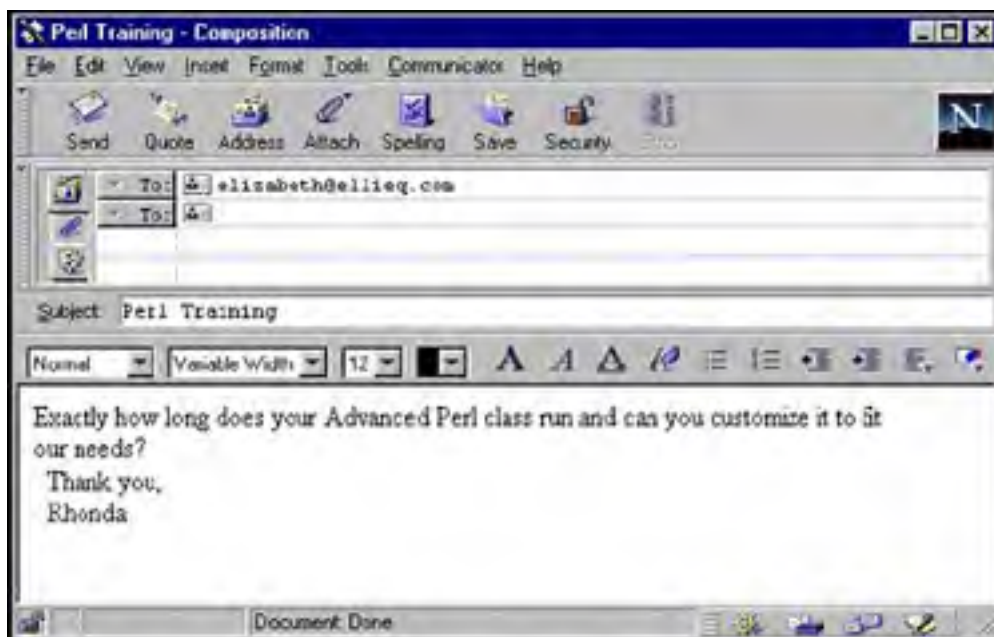 Perl Training - Composition
File Edit View Insert Format Tools Communicator Help
Send Quote Address Attach Spelling Save Security
N
To: elizabeth@ellieq.com
To:
Subject: Perl Training
Normal Variable Width 12 A A A
Exactly how long does your Advanced Perl class run and can you customize it to fit
our needs?
Thank you,
Rhonda
Document: Done